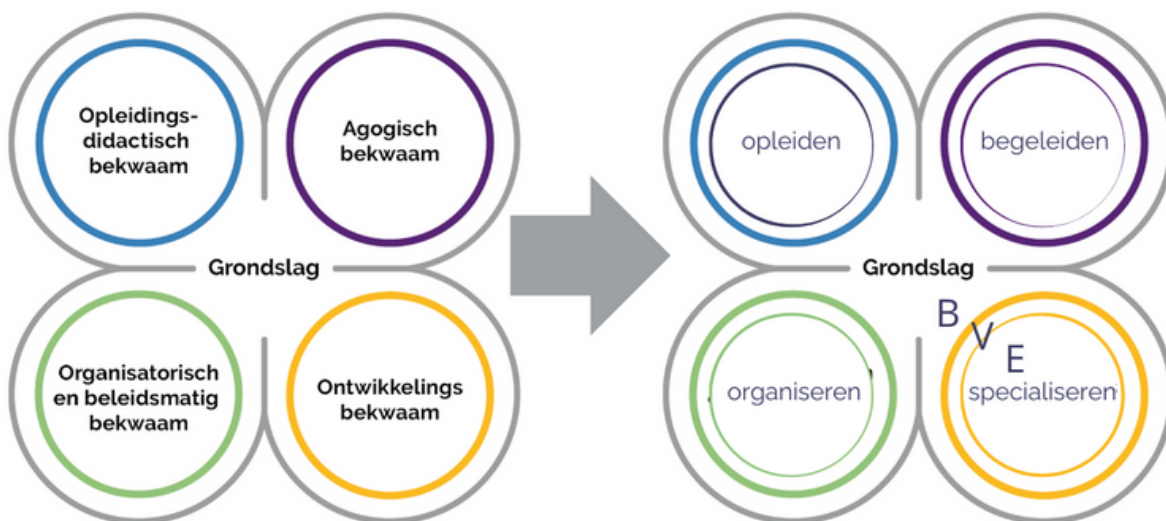 Opleidings-
didactisch
bekwaam
Agogisch
bekwaam
Grondslag
Organisatorisch
en beleidsmatig
bekwaam
Ontwikkelings
bekwaam
opleiden
begeleiden
Grondslag
B
V
E
organiseren
specialiseren